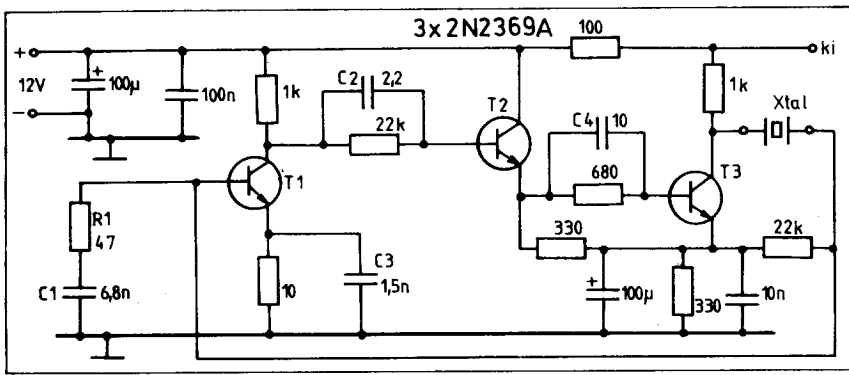 3x2N2369A
100
+
ki
12V
+
100µ
100n
1k
C2 2,2
22k
T2
C4 10
1k
Xtal
−
T1
680
T3
R1
47
330
22k
C1
6,8n
10
C3
1,5n
+
100µ
330
10n